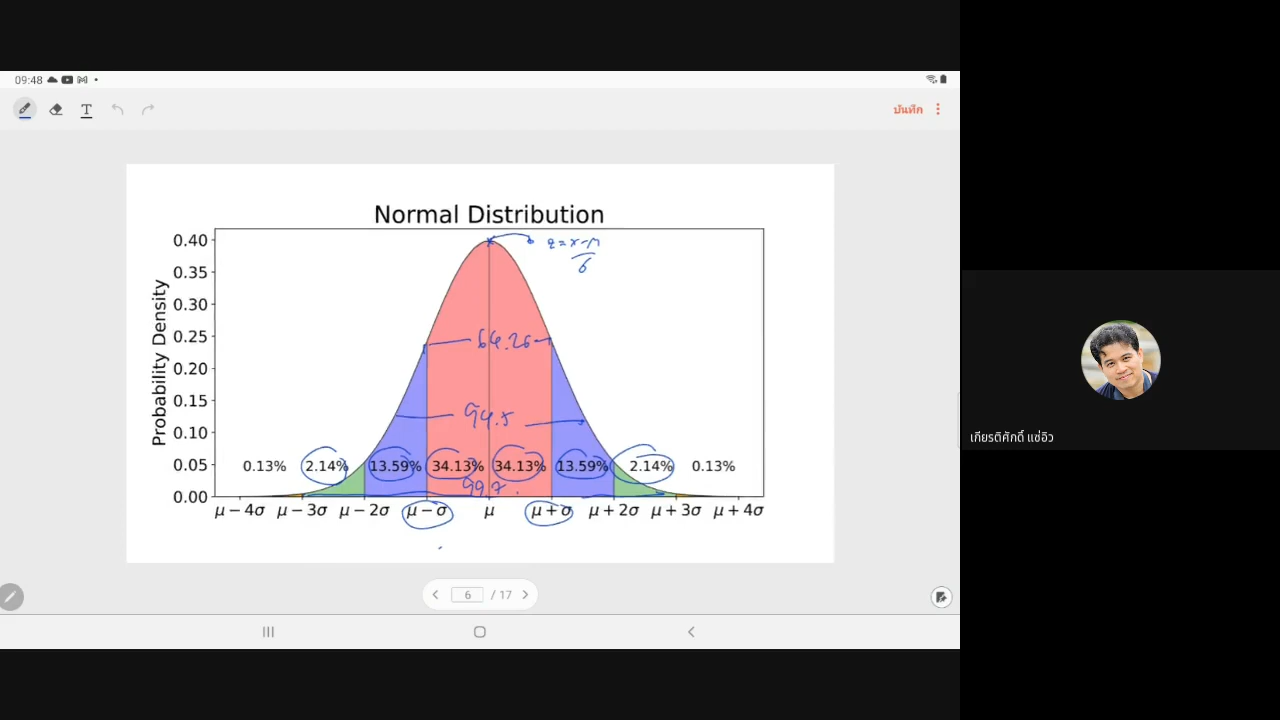 09:48
T
บันทึก
Normal Distribution
z = x-μ
σ
Probability Density
0.40
0.35
0.30
0.25
0.20
0.15
0.10
0.05
0.00
64.26
94.5
0.13% 2.14% 13.59% 34.13% 34.13% 13.59% 2.14% 0.13%
99.7
μ − 4σ μ − 3σ μ − 2σ μ − σ μ μ + σ μ + 2σ μ + 3σ μ + 4σ
6 / 17
เกียรติศักดิ์ แซ่อิว